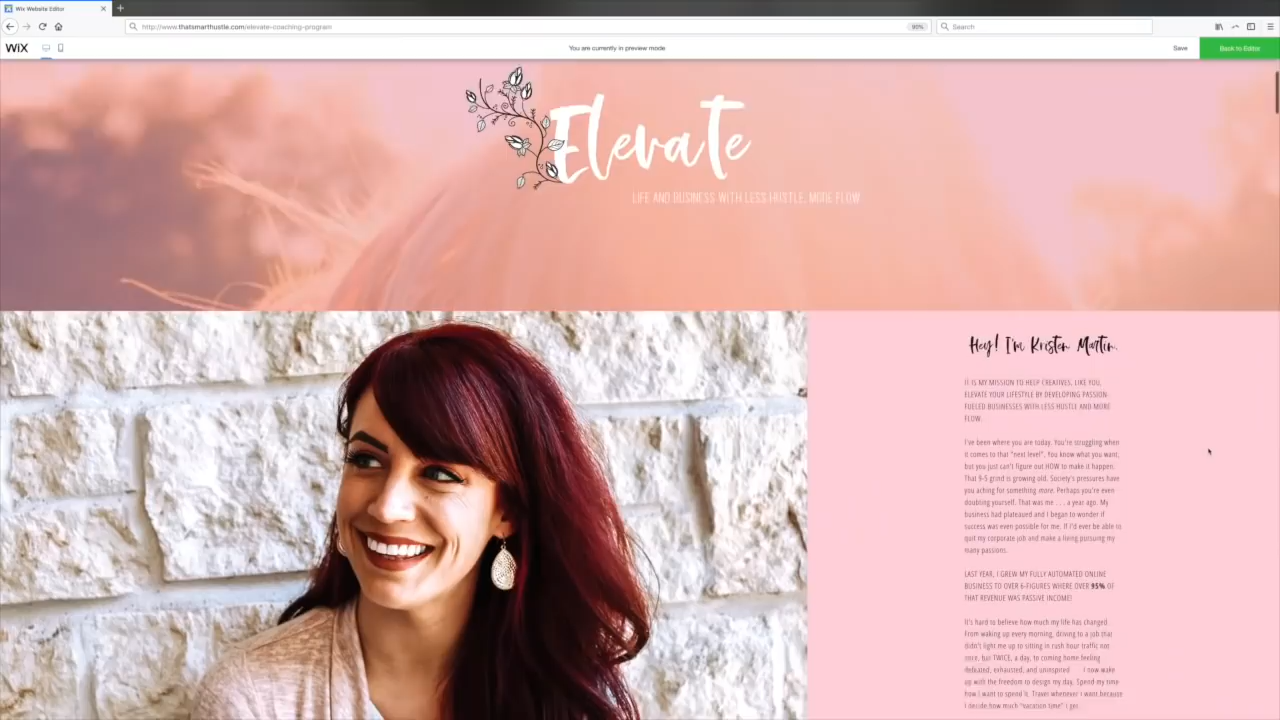 Wix Website Editor
http://www.thatsmarthustle.com/elevate-coaching-program
90%
Search
WiX
You are currently in preview mode
Save
Back to Editor
Elevate
LIFE AND BUSINESS WITH LESS HUSTLE, MORE FLOW
Hey! I'm Kristen Martin.
IT IS MY MISSION TO HELP CREATIVES, LIKE YOU,
ELEVATE YOUR LIFESTYLE BY DEVELOPING PASSION-
FUELED BUSINESSES WITH LESS HUSTLE AND MORE
FLOW.
I've been where you are today. You're struggling when
it comes to that "next level". You know what you want,
but you just can't figure out HOW to make it happen.
That 9-5 grind is growing old. Society's pressures have
you aching for something more. Perhaps you're even
doubting yourself. That was me . . . a year ago. My
business had plateaued and I began to wonder if
success was even possible for me. If I'd ever be able to
quit my corporate job and make a living pursuing my
many passions.
LAST YEAR, I GREW MY FULLY AUTOMATED ONLINE
BUSINESS TO OVER 6-FIGURES WHERE OVER 95% OF
THAT REVENUE WAS PASSIVE INCOME!
It's hard to believe how much my life has changed
From waking up every morning, driving to a job that
didn't light me up to sitting in rush hour traffic not
once, but TWICE, a day, to coming home feeling
defeated, exhausted, and uninspired I now wake
up with the freedom to design my day. Spend my time
how I want to spend it. Travel whenever I want because
I decide how much "vacation time" I get.